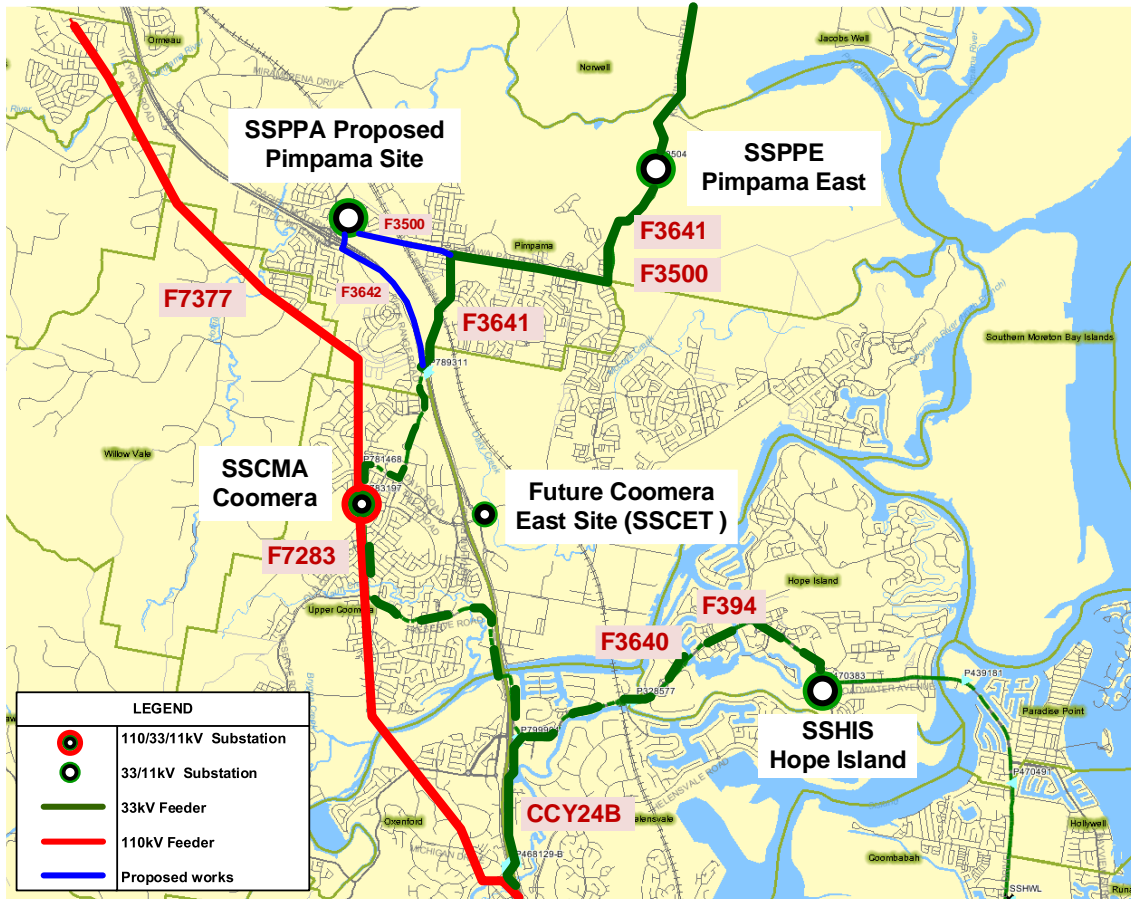 Ormeau
Norwell
Jacobs Well
SSPPA Proposed
Pimpama Site
SSPPE
Pimpama East
F3500
Pimpama
F3641
F3500
F7377
F3642
F3641
P789311
Southern Moreton Bay Islands
Willow Vale
SSCMA
Coomera
P781468
P783197
Future Coomera
East Site (SSCET )
F7283
Hope Island
Upper Coomera
F394
F3640
P439181
P328577
Paradise Point
SSHIS
Hope Island
P470491
CCY24B
Oxenford
Hollywell
Coombabah
P468129-B
SSHWL
LEGEND
110/33/11kV Substation
33/11kV Substation
33kV Feeder
110kV Feeder
Proposed works